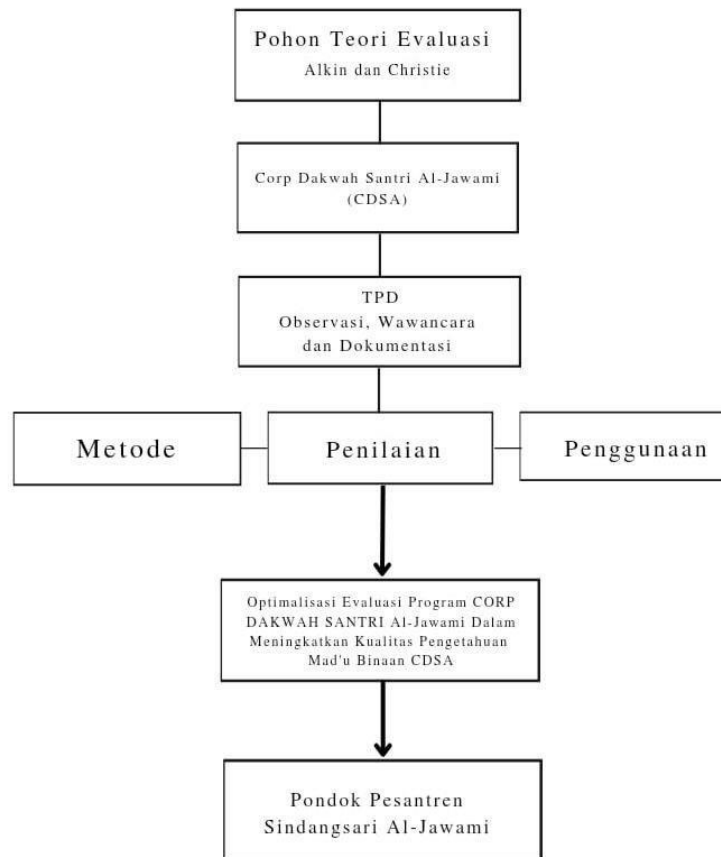 Pohon Teori Evaluasi
Alkin dan Christie
Corp Dakwah Santri Al-Jawami
(CDSA)
TPD
Observasi, Wawancara
dan Dokumentasi
Metode
Penilaian
Penggunaan
Optimalisasi Evaluasi Program CORP
DAKWAH SANTRI Al-Jawami Dalam
Meningkatkan Kualitas Pengetahuan
Mad'u Binaan CDSA
Pondok Pesantren
Sindangsari Al-Jawami